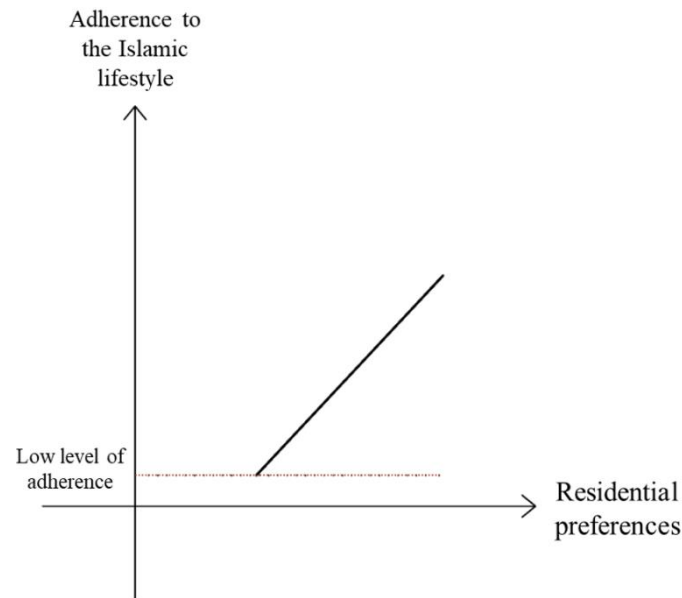 Adherence to
the Islamic
lifestyle
Low level of
adherence
Residential
preferences